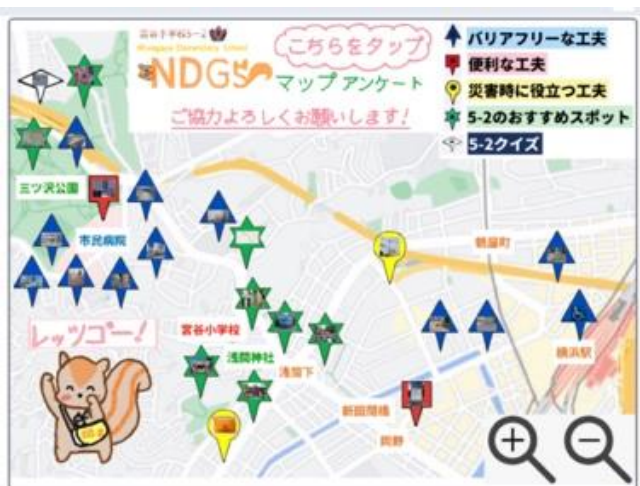 宮谷小学校5-2
Miyagaya Elementary School
NDGS
こちらをタップ
マップ アンケート
ご協力よろしくお願いします!
バリアフリーな工夫
便利な工夫
災害時に役立つ工夫
5-2のおすすめスポット
5-2クイズ
三ツ沢公園
市民病院
鶴屋町
レッツゴー!
宮谷小学校
浅間神社
浅間下
横浜駅
新田間橋
岡野